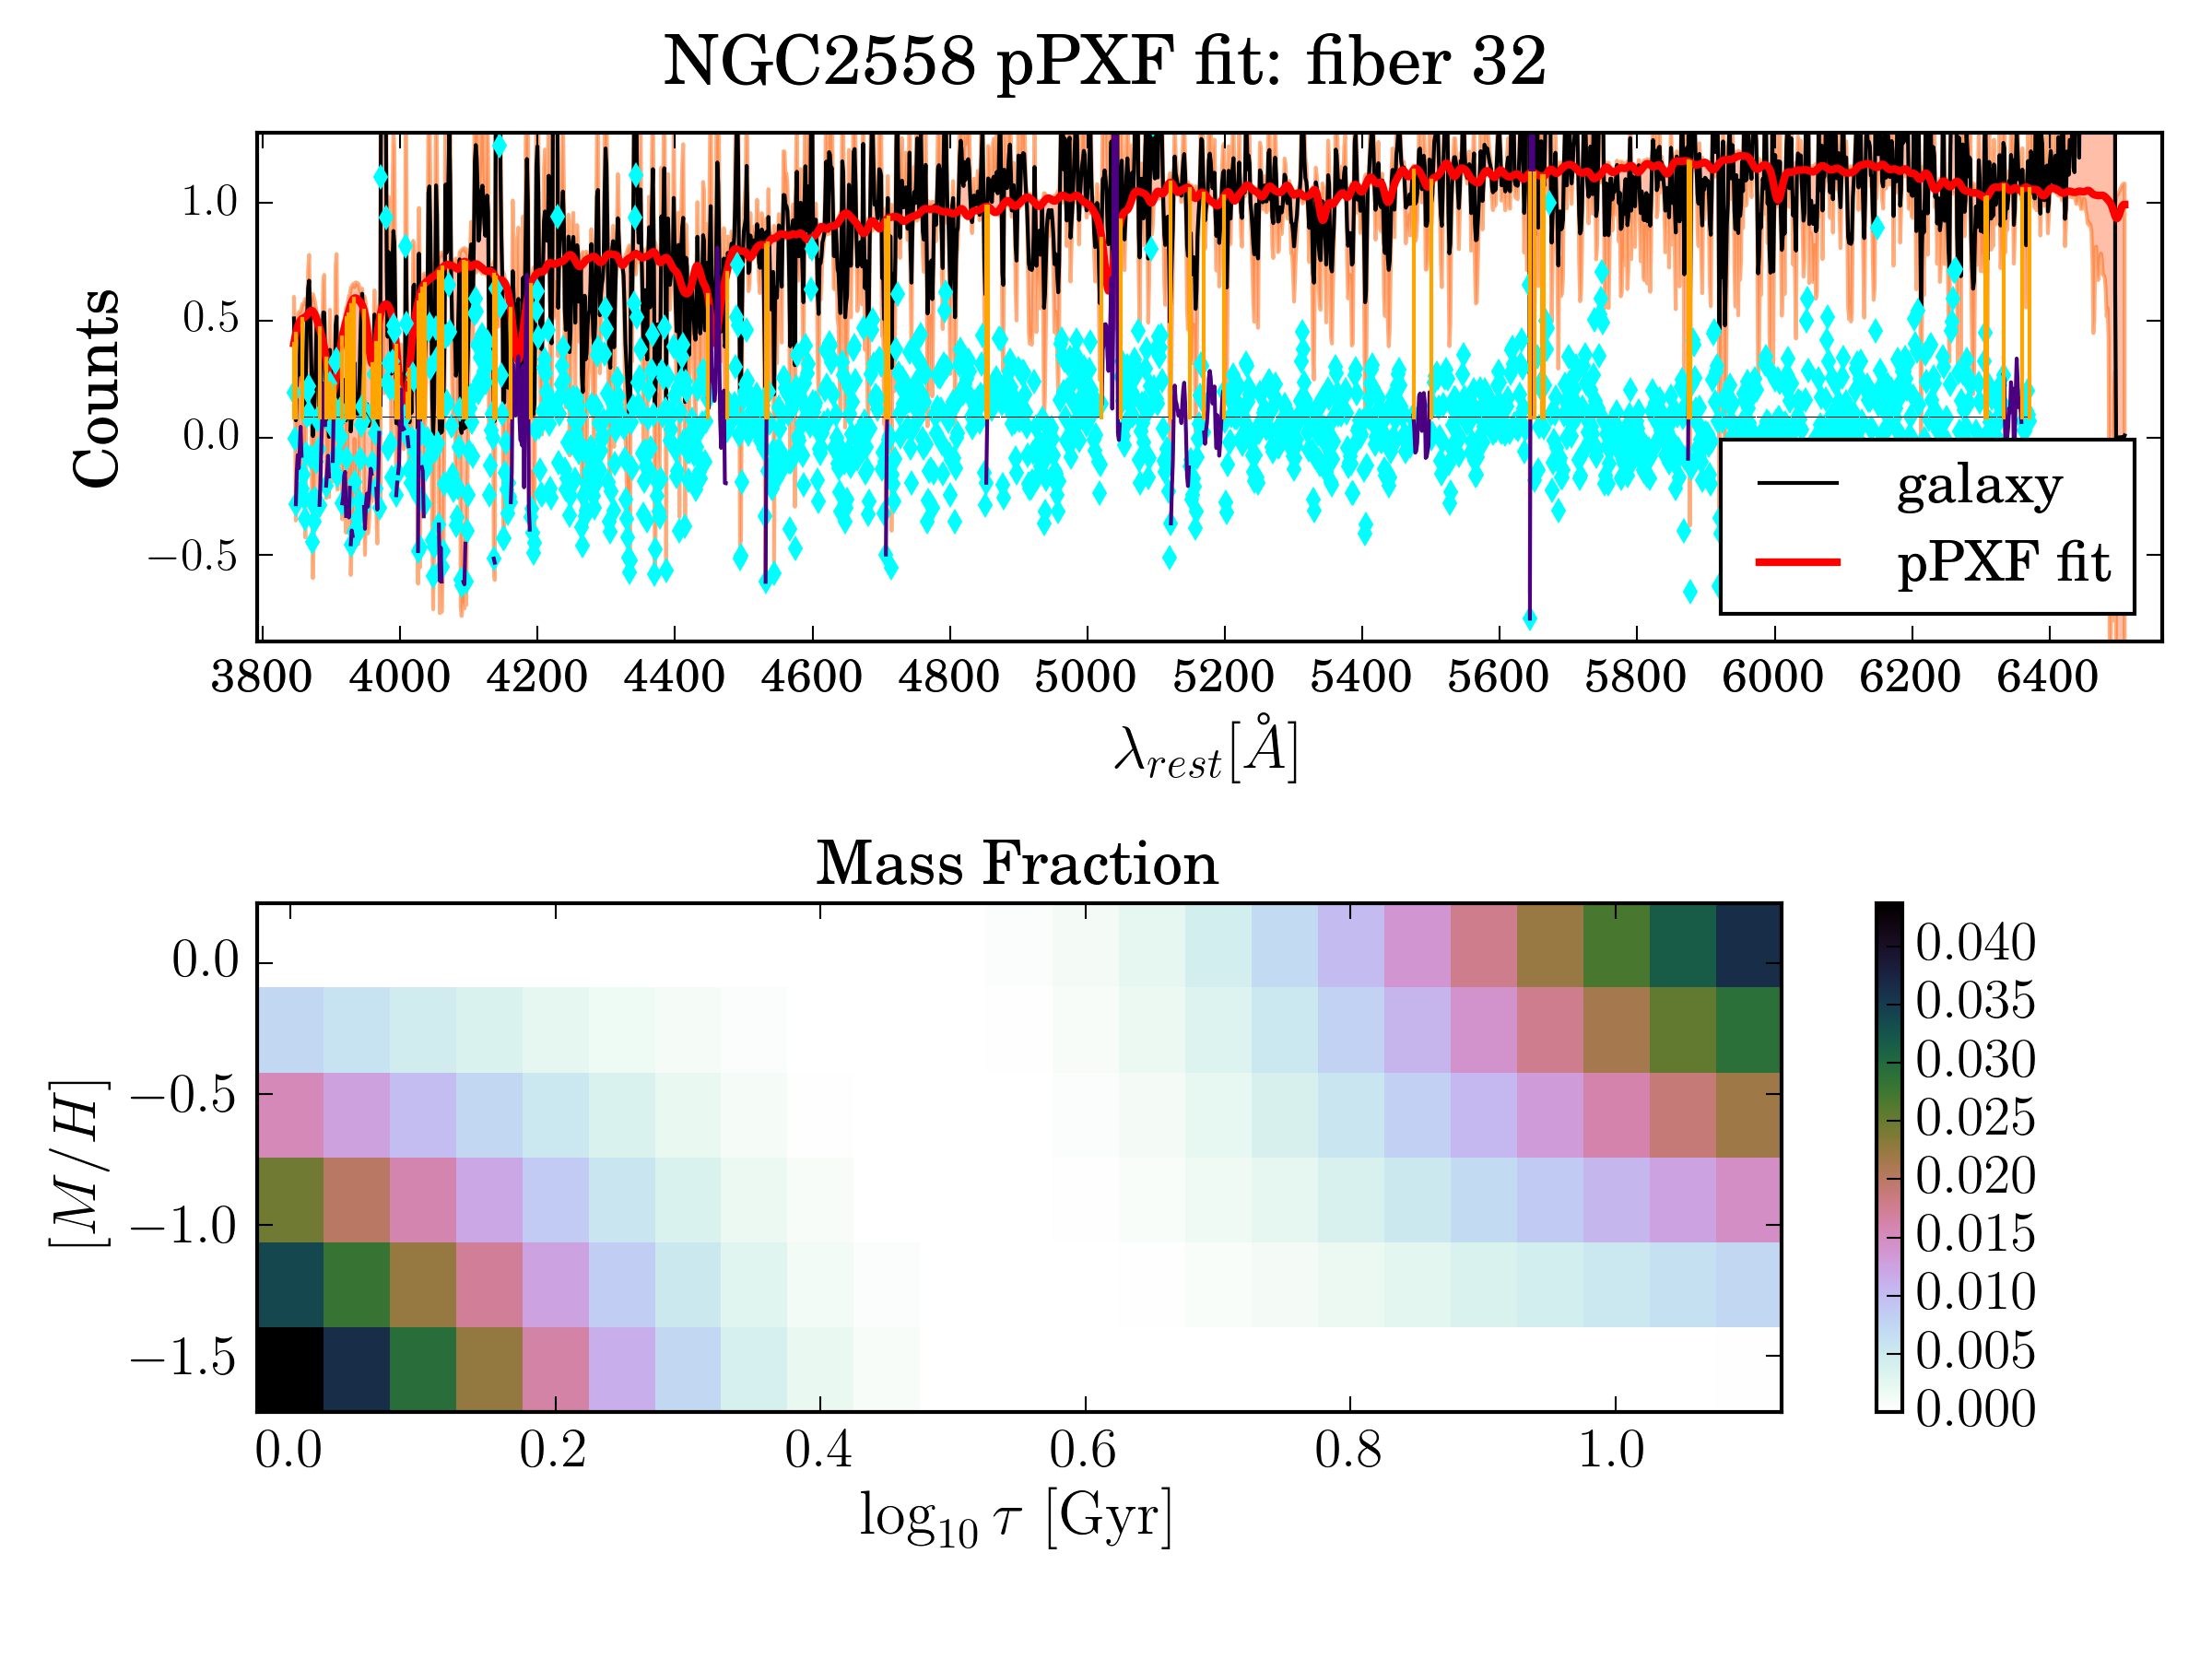 NGC2558 pPXF fit: fiber 32
Counts
1.0
0.5
0.0
−0.5
galaxy
pPXF fit
3800 4000 4200 4400 4600 4800 5000 5200 5400 5600 5800 6000 6200 6400
λrest[Å]
Mass Fraction
[M/H]
0.0
−0.5
−1.0
−1.5
0.0 0.2 0.4 0.6 0.8 1.0
log10 τ [Gyr]
0.040
0.035
0.030
0.025
0.020
0.015
0.010
0.005
0.000